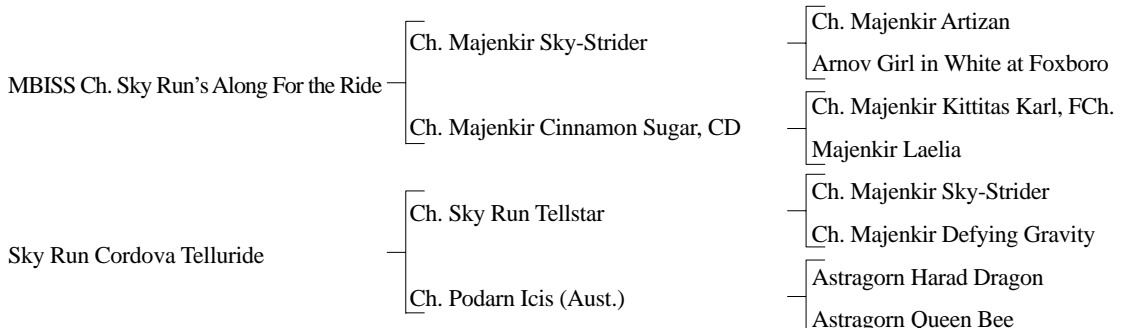 Ch. Majenkir Artizan
Ch. Majenkir Sky-Strider
Arnov Girl in White at Foxboro
MBISS Ch. Sky Run’s Along For the Ride
Ch. Majenkir Kittitas Karl, FCh.
Ch. Majenkir Cinnamon Sugar, CD
Majenkir Laelia
Ch. Majenkir Sky-Strider
Ch. Sky Run Tellstar
Ch. Majenkir Defying Gravity
Sky Run Cordova Telluride
Astragorn Harad Dragon
Ch. Podarn Icis (Aust.)
Astragorn Queen Bee